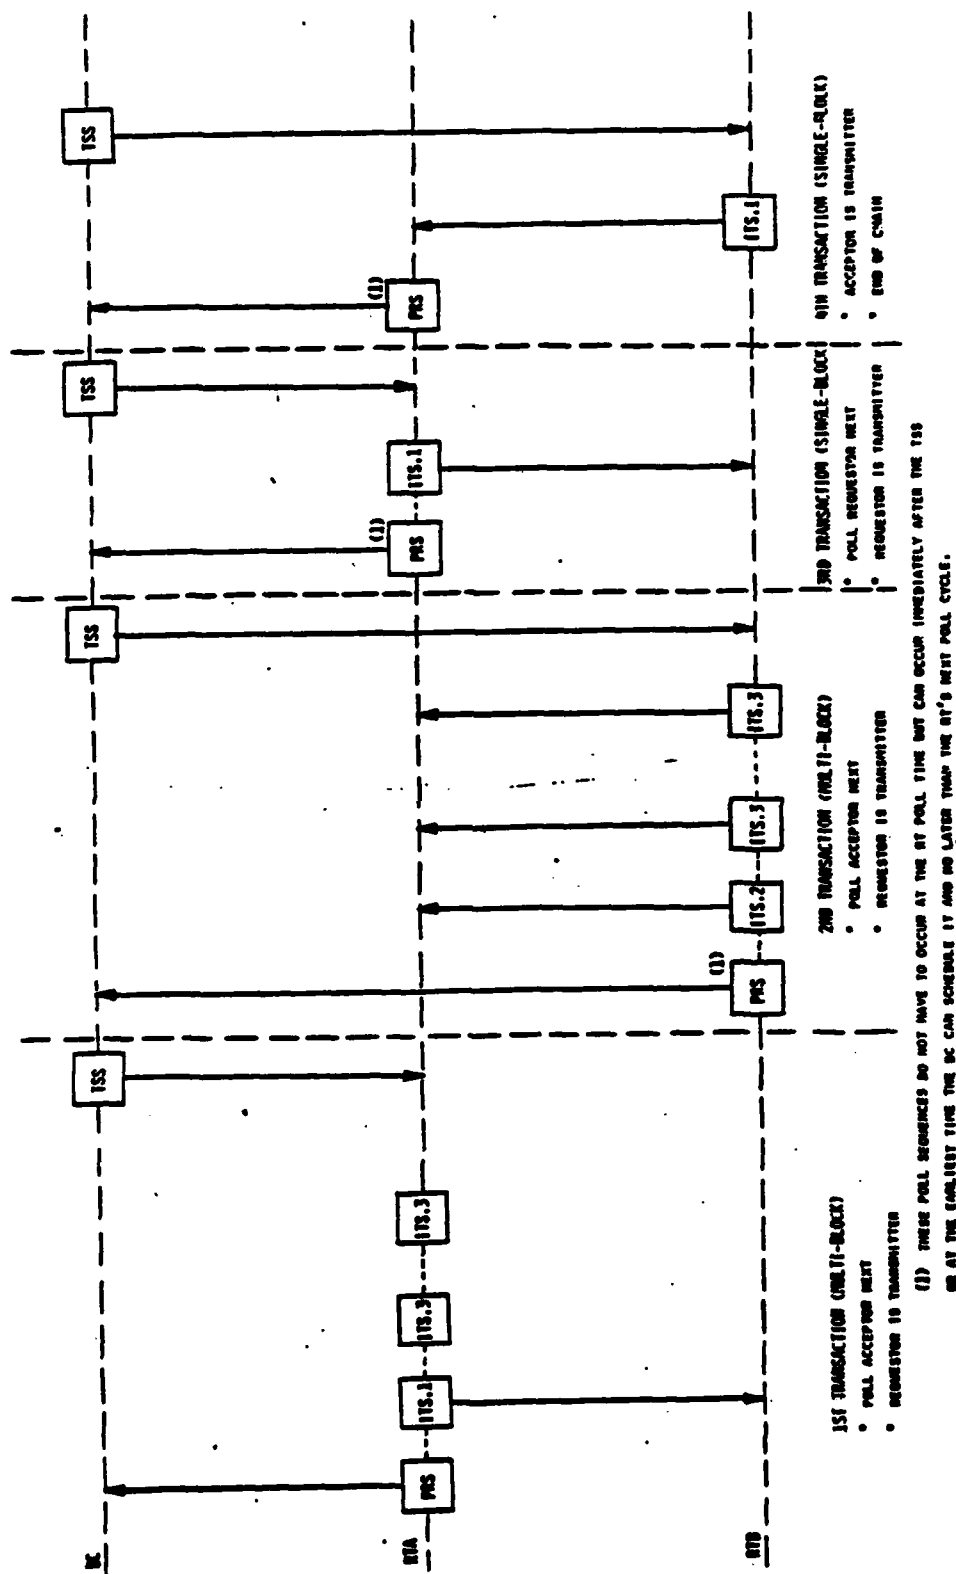 BC
TSS
TSS
TSS
TSS
RTA
PRS
ITS.1
ITS.3
ITS.3
PRS
(1)
ITS.1
PRS
(1)
RTB
PRS
(1)
ITS.2
ITS.3
ITS.3
ITS.1
1ST TRANSACTION (MULTI-BLOCK)
• POLL ACCEPTOR NEXT
• REQUESTOR IS TRANSMITTER
2ND TRANSACTION (MULTI-BLOCK)
• POLL ACCEPTOR NEXT
• REQUESTOR IS TRANSMITTER
3RD TRANSACTION (SINGLE-BLOCK)
• POLL REQUESTOR NEXT
• REQUESTOR IS TRANSMITTER
4TH TRANSACTION (SINGLE-BLOCK)
• ACCEPTOR IS TRANSMITTER
• END OF CHAIN
(1) THESE POLL SEQUENCES DO NOT HAVE TO OCCUR AT THE RT POLL TIME BUT CAN OCCUR IMMEDIATELY AFTER THE TSS
OR AT THE EARLIEST TIME THE BC CAN SCHEDULE IT AND NO LATER THAN THE RT'S NEXT POLL CYCLE.